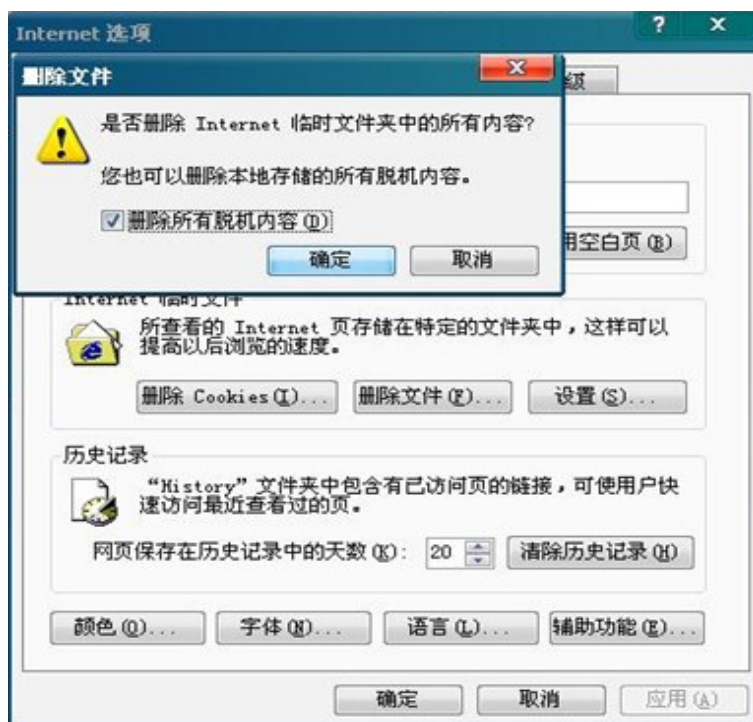 Internet 选项
删除文件
级
是否删除 Internet 临时文件夹中的所有内容?
您也可以删除本地存储的所有脱机内容。
删除所有脱机内容(D)
确定 取消
用空白页(B)
Internet 临时文件
所查看的 Internet 页存储在特定的文件夹中，这样可以
提高以后浏览的速度。
删除 Cookies(I)... 删除文件(F)... 设置(S)...
历史记录
“History”文件夹中包含有已访问页的链接，可使用户快
速访问最近查看过的页。
网页保存在历史记录中的天数(K): 20 清除历史记录(H)
颜色(O)... 字体(N)... 语言(L)... 辅助功能(E)...
确定 取消 应用(A)